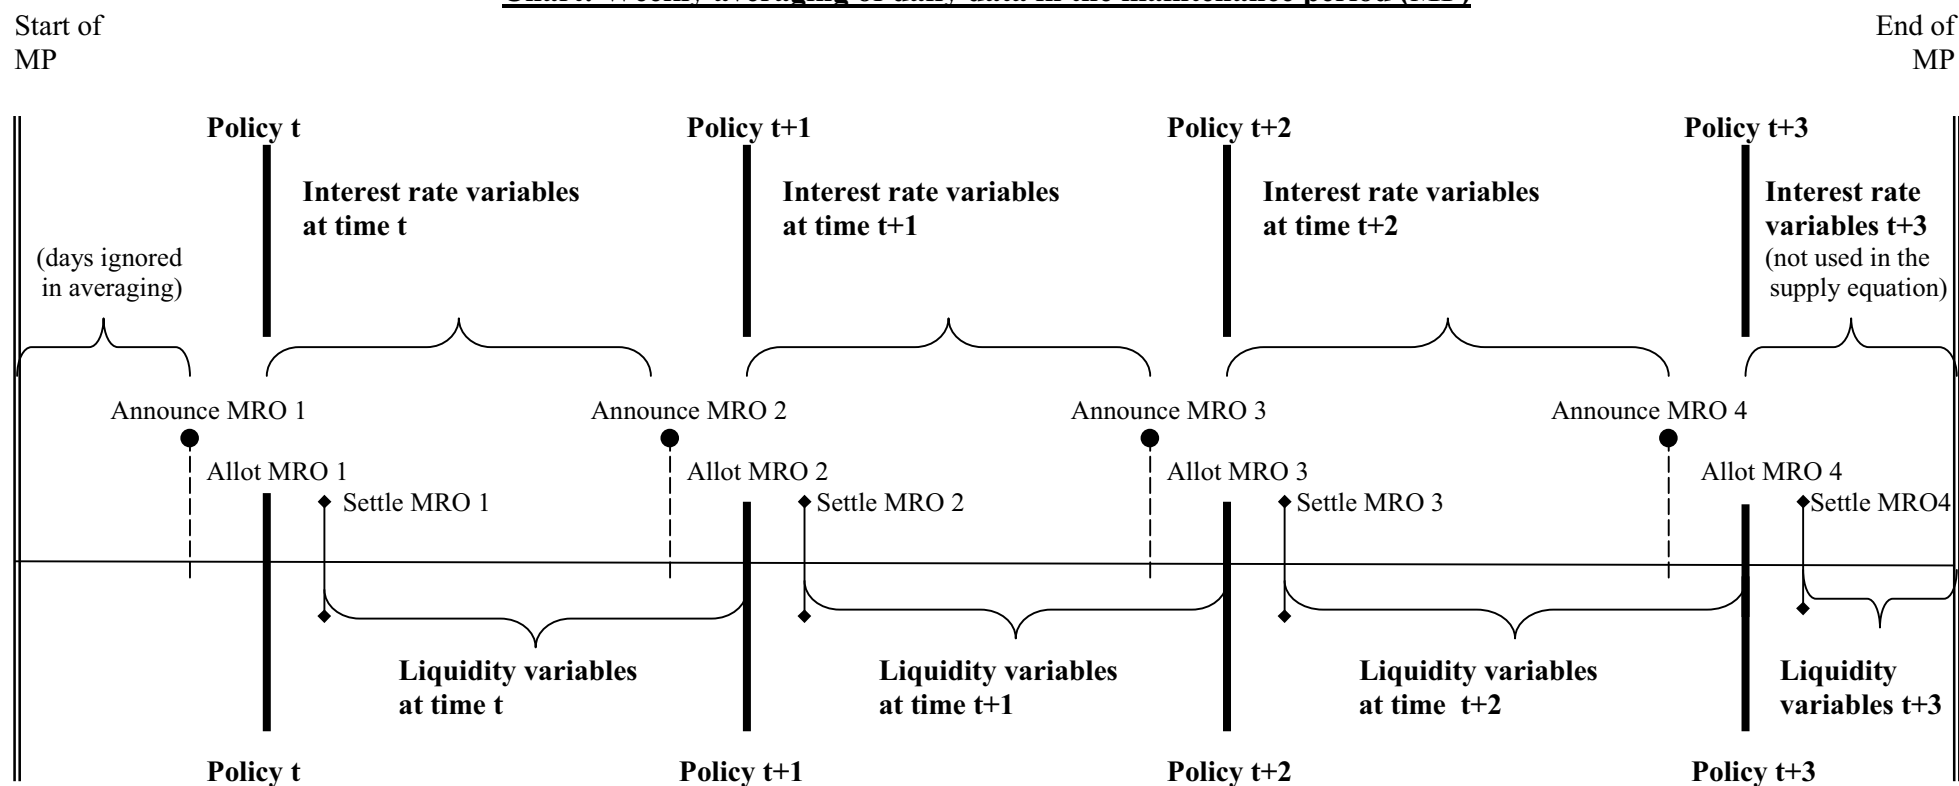 Chart: Weekly averaging of daily data in the maintenance period (MP)
Start of
MP
End of
MP
Policy t
Policy t+1
Policy t+2
Policy t+3
Interest rate variables
at time t
Interest rate variables
at time t+1
Interest rate variables
at time t+2
Interest rate
variables t+3
(not used in the
supply equation)
(days ignored
in averaging)
Announce MRO 1
Announce MRO 2
Announce MRO 3
Announce MRO 4
Allot MRO 1
Allot MRO 2
Allot MRO 3
Allot MRO 4
Settle MRO 1
Settle MRO 2
Settle MRO 3
Settle MRO4
Liquidity variables
at time t
Liquidity variables
at time t+1
Liquidity variables
at time t+2
Liquidity
variables t+3
Policy t
Policy t+1
Policy t+2
Policy t+3